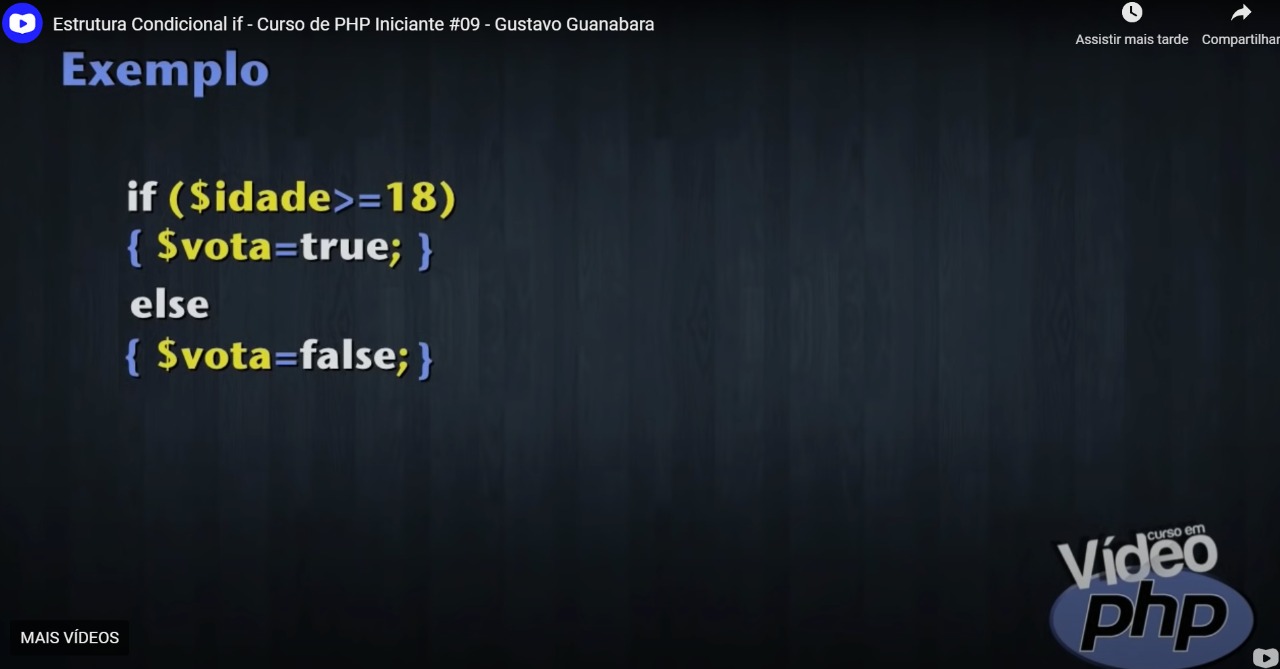 Estrutura Condicional if - Curso de PHP Iniciante #09 - Gustavo Guanabara
Assistir mais tarde
Compartilhar
Exemplo
if ($idade>=18)
{ $vota=true; }
else
{ $vota=false; }
curso em
Vídeo
php
MAIS VÍDEOS